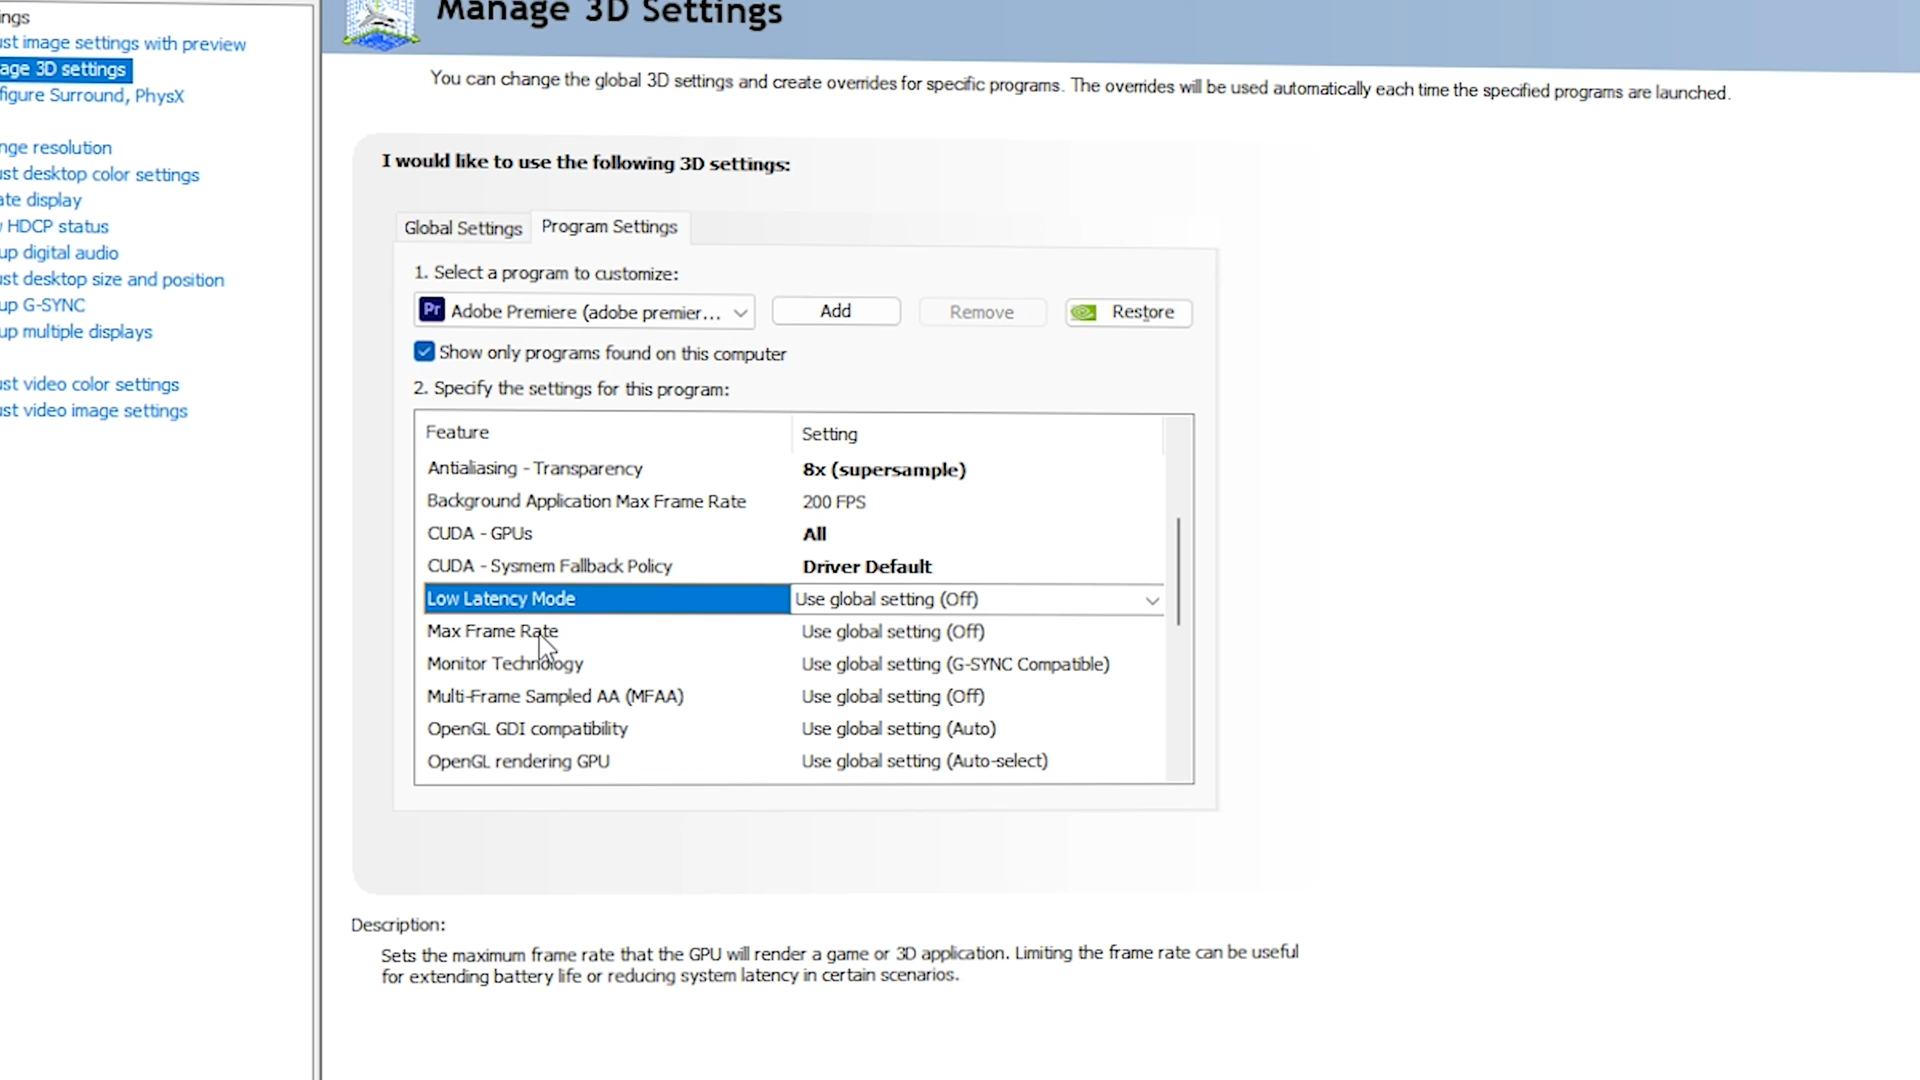 ngs
ust image settings with preview
age 3D settings
figure Surround, PhysX
nge resolution
ust desktop color settings
ate display
HDCP status
up digital audio
ust desktop size and position
up G-SYNC
up multiple displays
ust video color settings
ust video image settings
Manage 3D Settings
You can change the global 3D settings and create overrides for specific programs. The overrides will be used automatically each time the specified programs are launched.
I would like to use the following 3D settings:
Global Settings Program Settings
1. Select a program to customize:
Pr Adobe Premiere (adobe premier... Add Remove Restore
Show only programs found on this computer
2. Specify the settings for this program:
Feature Setting
Antialiasing - Transparency 8x (supersample)
Background Application Max Frame Rate 200 FPS
CUDA - GPUs All
CUDA - Sysmem Fallback Policy Driver Default
Low Latency Mode Use global setting (Off)
Max Frame Rate Use global setting (Off)
Monitor Technology Use global setting (G-SYNC Compatible)
Multi-Frame Sampled AA (MFAA) Use global setting (Off)
OpenGL GDI compatibility Use global setting (Auto)
OpenGL rendering GPU Use global setting (Auto-select)
Description:
Sets the maximum frame rate that the GPU will render a game or 3D application. Limiting the frame rate can be useful
for extending battery life or reducing system latency in certain scenarios.